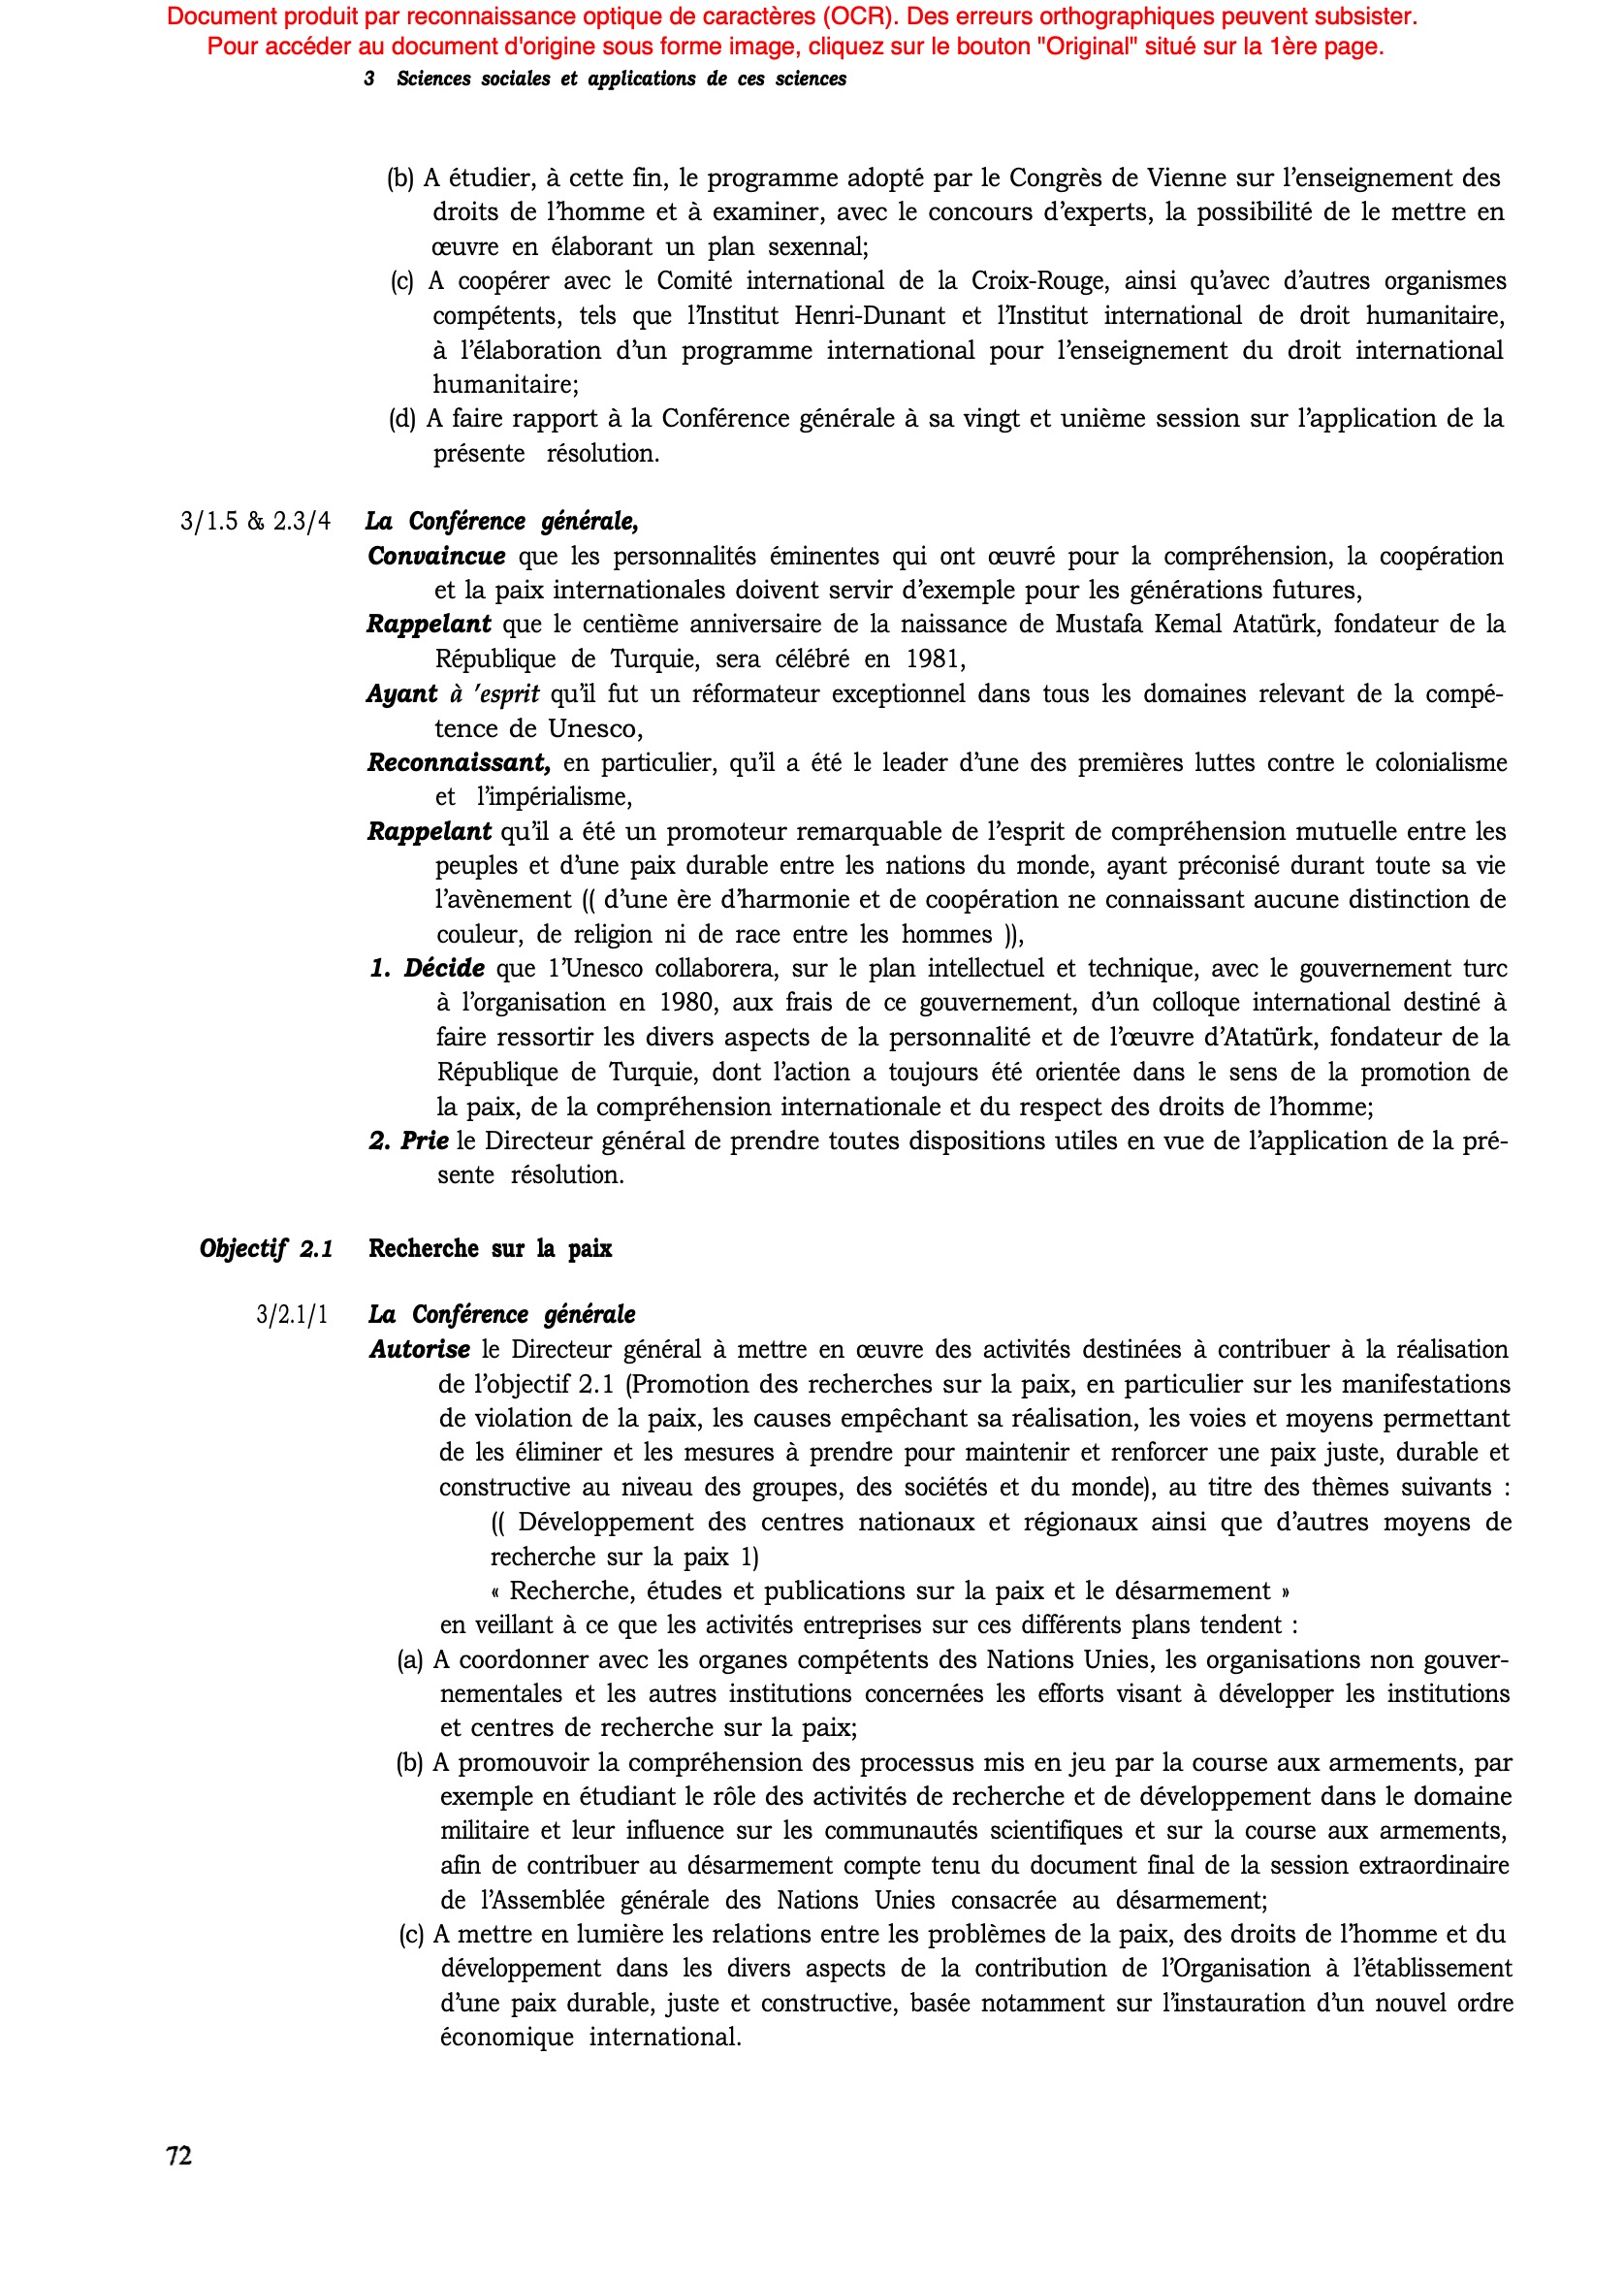 Document produit par reconnaissance optique de caractères (OCR). Des erreurs orthographiques peuvent subsister.
Pour accéder au document d'origine sous forme image, cliquez sur le bouton "Original" situé sur la 1ère page.
3 Sciences sociales et applications de ces sciences
(b) A étudier, à cette fin, le programme adopté par le Congrès de Vienne sur l’enseignement des
droits de l’homme et à examiner, avec le concours d’experts, la possibilité de le mettre en
œuvre en élaborant un plan sexennal;
(c) A coopérer avec le Comité international de la Croix-Rouge, ainsi qu’avec d’autres organismes
compétents, tels que l’Institut Henri-Dunant et l’Institut international de droit humanitaire,
à l’élaboration d’un programme international pour l’enseignement du droit international
humanitaire;
(d) A faire rapport à la Conférence générale à sa vingt et unième session sur l’application de la
présente résolution.
3/1.5 & 2.3/4 La Conférence générale,
Convaincue que les personnalités éminentes qui ont œuvré pour la compréhension, la coopération
et la paix internationales doivent servir d’exemple pour les générations futures,
Rappelant que le centième anniversaire de la naissance de Mustafa Kemal Atatürk, fondateur de la
République de Turquie, sera célébré en 1981,
Ayant à ’esprit qu’il fut un réformateur exceptionnel dans tous les domaines relevant de la compé-
tence de Unesco,
Reconnaissant, en particulier, qu’il a été le leader d’une des premières luttes contre le colonialisme
et l’impérialisme,
Rappelant qu’il a été un promoteur remarquable de l’esprit de compréhension mutuelle entre les
peuples et d’une paix durable entre les nations du monde, ayant préconisé durant toute sa vie
l’avènement (( d’une ère d’harmonie et de coopération ne connaissant aucune distinction de
couleur, de religion ni de race entre les hommes )),
1. Décide que 1’Unesco collaborera, sur le plan intellectuel et technique, avec le gouvernement turc
à l’organisation en 1980, aux frais de ce gouvernement, d’un colloque international destiné à
faire ressortir les divers aspects de la personnalité et de l’œuvre d’Atatürk, fondateur de la
République de Turquie, dont l’action a toujours été orientée dans le sens de la promotion de
la paix, de la compréhension internationale et du respect des droits de l’homme;
2. Prie le Directeur général de prendre toutes dispositions utiles en vue de l’application de la pré-
sente résolution.
Objectif 2.1 Recherche sur la paix
3/2.1/1 La Conférence générale
Autorise le Directeur général à mettre en œuvre des activités destinées à contribuer à la réalisation
de l’objectif 2.1 (Promotion des recherches sur la paix, en particulier sur les manifestations
de violation de la paix, les causes empêchant sa réalisation, les voies et moyens permettant
de les éliminer et les mesures à prendre pour maintenir et renforcer une paix juste, durable et
constructive au niveau des groupes, des sociétés et du monde), au titre des thèmes suivants :
(( Développement des centres nationaux et régionaux ainsi que d’autres moyens de
recherche sur la paix 1)
« Recherche, études et publications sur la paix et le désarmement »
en veillant à ce que les activités entreprises sur ces différents plans tendent :
(a) A coordonner avec les organes compétents des Nations Unies, les organisations non gouver-
nementales et les autres institutions concernées les efforts visant à développer les institutions
et centres de recherche sur la paix;
(b) A promouvoir la compréhension des processus mis en jeu par la course aux armements, par
exemple en étudiant le rôle des activités de recherche et de développement dans le domaine
militaire et leur influence sur les communautés scientifiques et sur la course aux armements,
afin de contribuer au désarmement compte tenu du document final de la session extraordinaire
de l’Assemblée générale des Nations Unies consacrée au désarmement;
(c) A mettre en lumière les relations entre les problèmes de la paix, des droits de l’homme et du
développement dans les divers aspects de la contribution de l’Organisation à l’établissement
d’une paix durable, juste et constructive, basée notamment sur l’instauration d’un nouvel ordre
économique international.
72